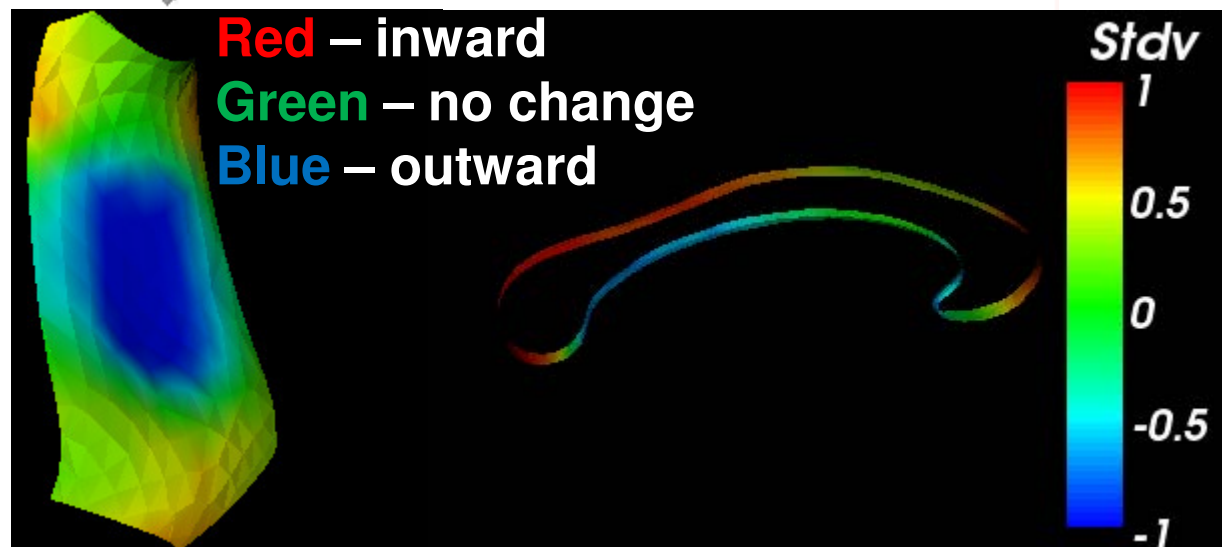 Red – inward
Green – no change
Blue – outward
Stdv
1
0.5
0
-0.5
-1